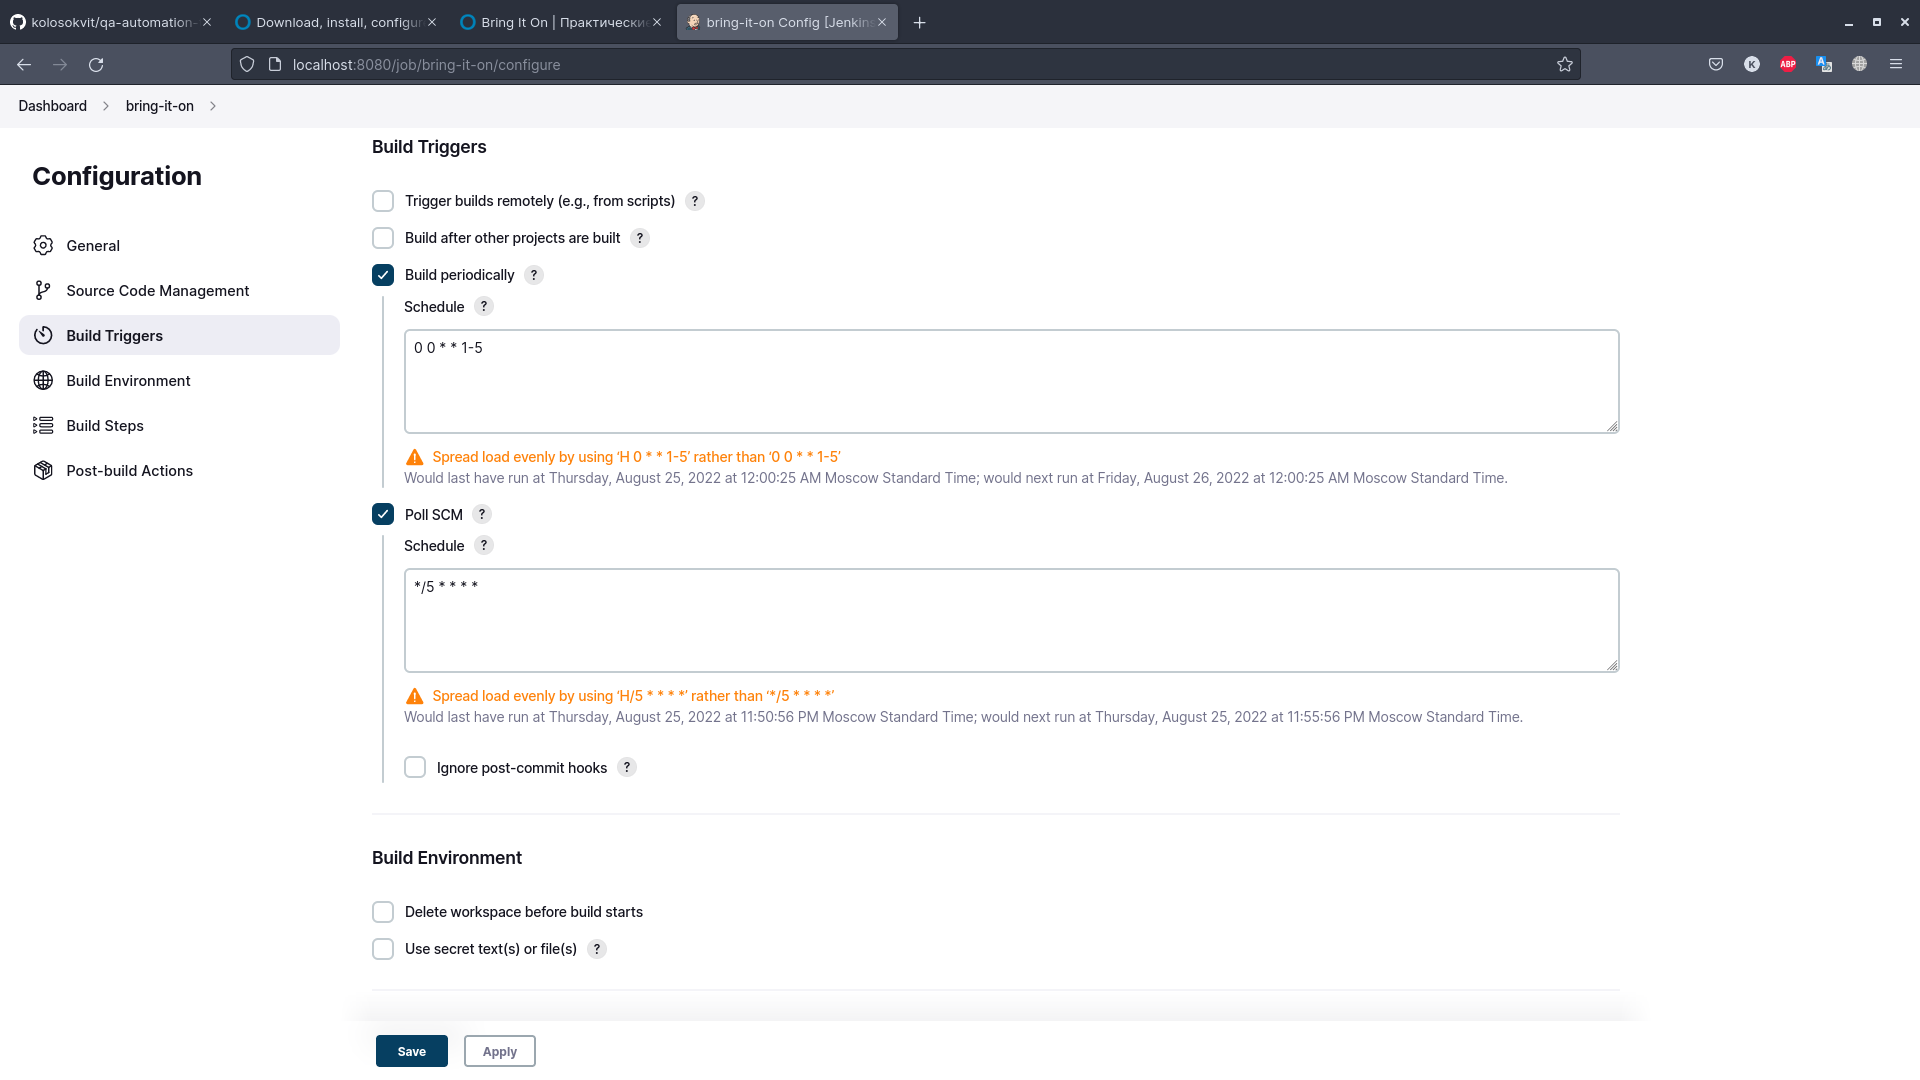 kolosokvit/qa-automation-
Download, install, configur
Bring It On | Практические
bring-it-on Config [Jenkins
localhost:8080/job/bring-it-on/configure
K
ABP
Dashboard
bring-it-on
Configuration
General
Source Code Management
Build Triggers
Build Environment
Build Steps
Post-build Actions
Build Triggers
Trigger builds remotely (e.g., from scripts) ?
Build after other projects are built ?
Build periodically ?
Schedule ?
0 0 * * 1-5
Spread load evenly by using ‘H 0 * * 1-5’ rather than ‘0 0 * * 1-5’
Would last have run at Thursday, August 25, 2022 at 12:00:25 AM Moscow Standard Time; would next run at Friday, August 26, 2022 at 12:00:25 AM Moscow Standard Time.
Poll SCM ?
Schedule ?
*/5 * * * *
Spread load evenly by using ‘H/5 * * * *’ rather than ‘*/5 * * * *’
Would last have run at Thursday, August 25, 2022 at 11:50:56 PM Moscow Standard Time; would next run at Thursday, August 25, 2022 at 11:55:56 PM Moscow Standard Time.
Ignore post-commit hooks ?
Build Environment
Delete workspace before build starts
Use secret text(s) or file(s) ?
Save
Apply